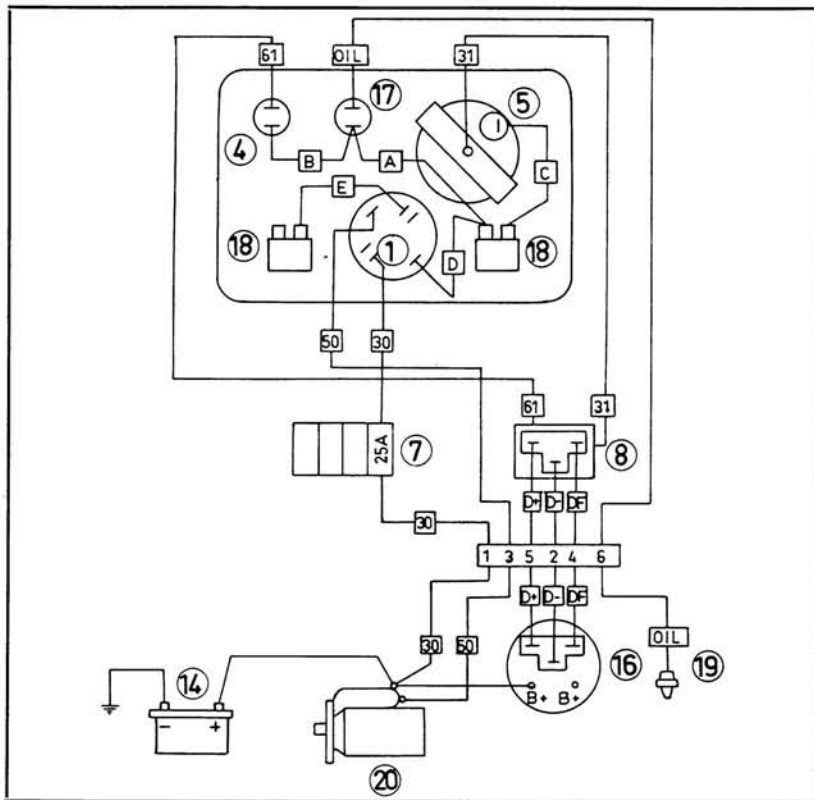 61 OIL 31
17 5
4 B A C
E
18 1 D 18
50 30
61 31
7 25A 8
D+ D- DF
30
1 3 5 2 4 6
D+ D- DF
30 50 OIL
14 16 19
B+ B+
- +
20